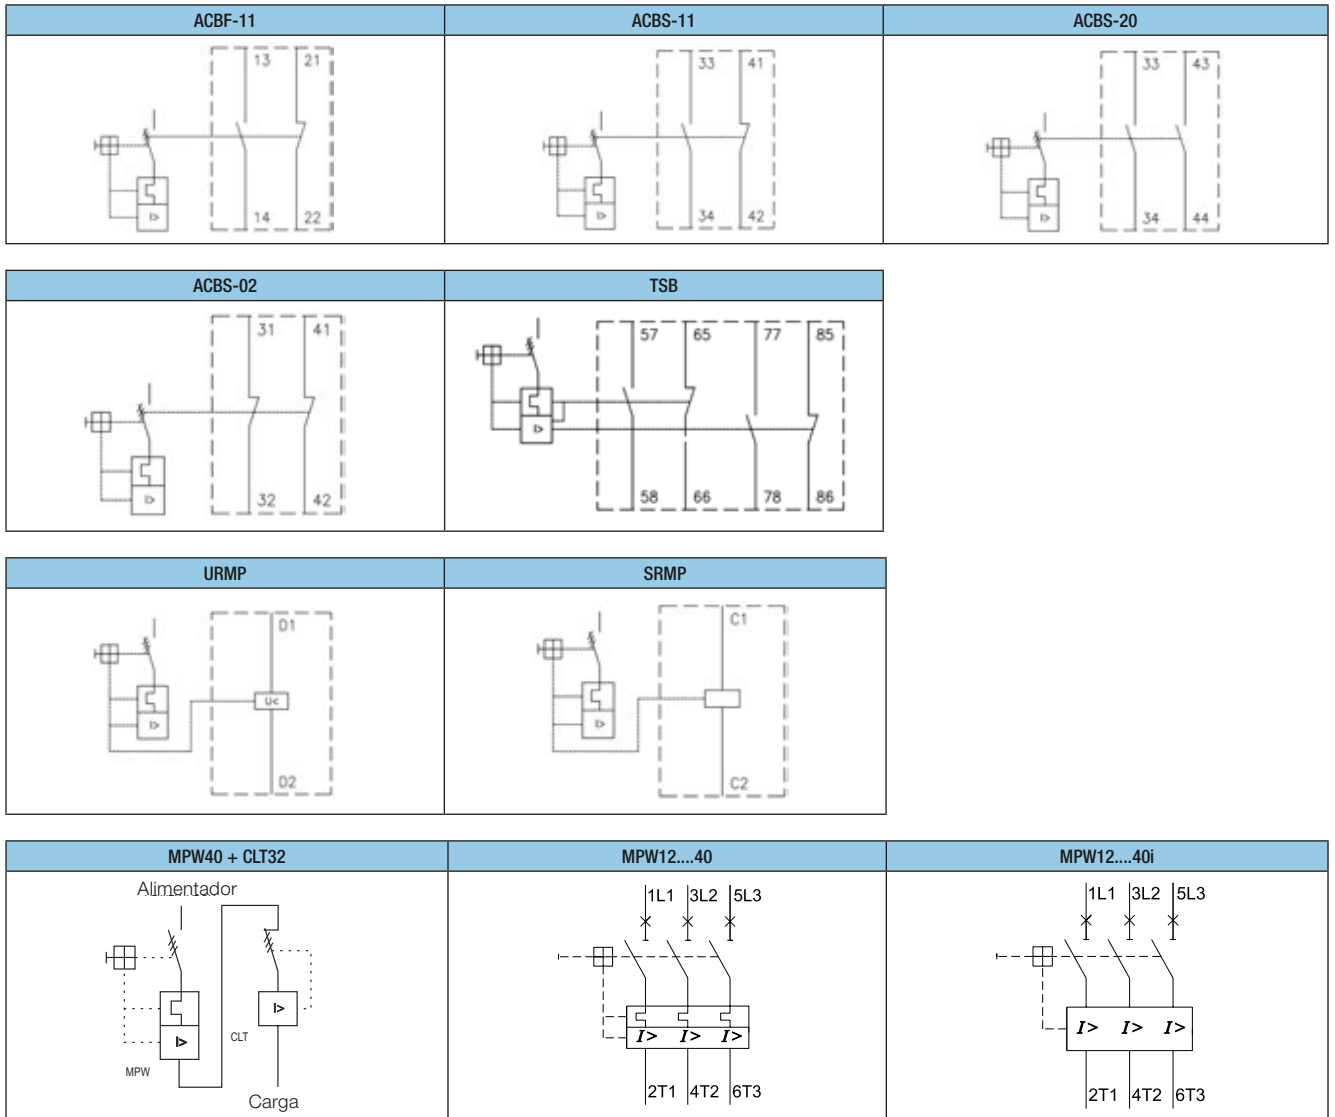 ACBF-11 ACBS-11 ACBS-20
13 21 33 41 33 43
I> I> I>
14 22 34 42 34 44
ACBS-02 TSB
31 41 57 65 77 85
I> I>
32 42 58 66 78 86
URMP SRMP
D1 C1
U<
I> I>
D2 C2
MPW40 + CLT32 MPW12....40 MPW12....40i
Alimentador
1L1 3L2 5L3 1L1 3L2 5L3
I> I>
CLT
MPW
Carga
I> I> I> I> I> I>
2T1 4T2 6T3 2T1 4T2 6T3